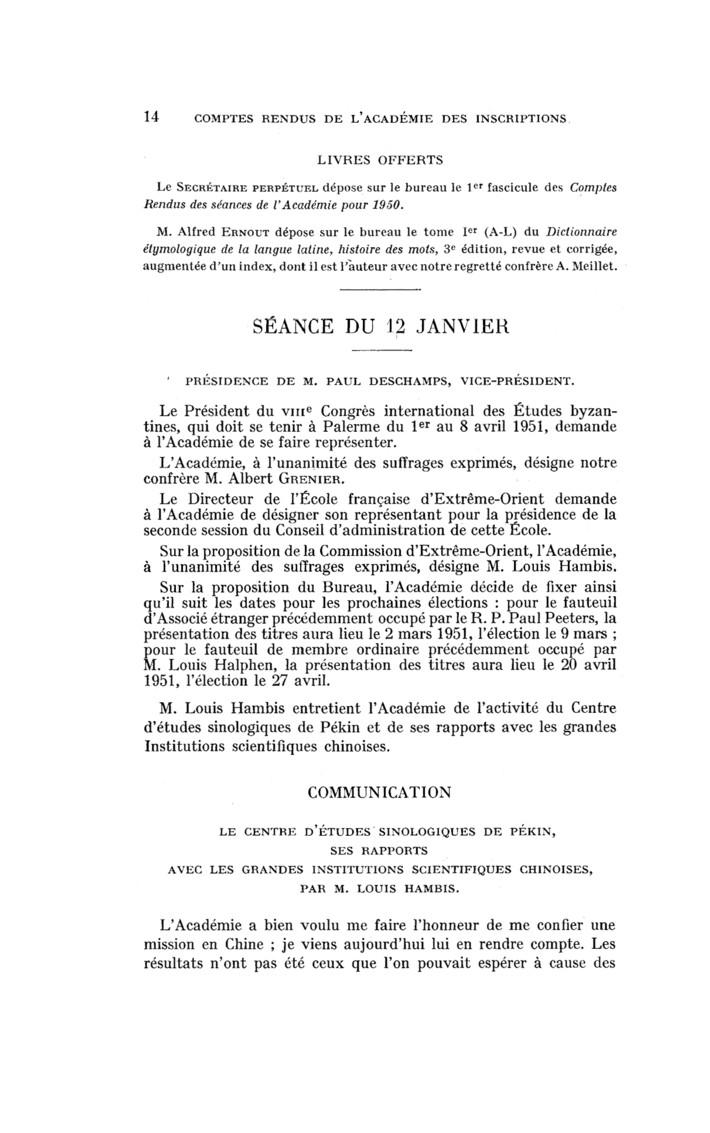 14 COMPTES RENDUS DE L'ACADÉMIE DES INSCRIPTIONS
LIVRES OFFERTS
Le SECRÉTAIRE PERPÉTUEL dépose sur le bureau le 1er fascicule des Comptes
Rendus des séances de l'Académie pour 1950.
M. Alfred ERNOUT dépose sur le bureau le tome Ier (A-L) du Dictionnaire
étymologique de la langue latine, histoire des mots, 3e édition, revue et corrigée,
augmentée d'un index, dont il est l'auteur avec notre regretté confrère A. Meillet.
SÉANCE DU 12 JANVIER
PRÉSIDENCE DE M. PAUL DESCHAMPS, VICE-PRÉSIDENT.
Le Président du VIIIe Congrès international des Études byzan-
tines, qui doit se tenir à Palerme du 1er au 8 avril 1951, demande
à l'Académie de se faire représenter.
L'Académie, à l'unanimité des suffrages exprimés, désigne notre
confrère M. Albert GRENIER.
Le Directeur de l'École française d'Extrême-Orient demande
à l'Académie de désigner son représentant pour la présidence de la
seconde session du Conseil d'administration de cette École.
Sur la proposition de la Commission d'Extrême-Orient, l'Académie,
à l'unanimité des suffrages exprimés, désigne M. Louis Hambis.
Sur la proposition du Bureau, l'Académie décide de fixer ainsi
qu'il suit les dates pour les prochaines élections : pour le fauteuil
d'Associé étranger précédemment occupé par le R. P. Paul Peeters, la
présentation des titres aura lieu le 2 mars 1951, l'élection le 9 mars ;
pour le fauteuil de membre ordinaire précédemment occupé par
M. Louis Halphen, la présentation des titres aura lieu le 20 avril
1951, l'élection le 27 avril.
M. Louis Hambis entretient l'Académie de l'activité du Centre
d'études sinologiques de Pékin et de ses rapports avec les grandes
Institutions scientifiques chinoises.
COMMUNICATION
LE CENTRE D'ÉTUDES SINOLOGIQUES DE PÉKIN,
SES RAPPORTS
AVEC LES GRANDES INSTITUTIONS SCIENTIFIQUES CHINOISES,
PAR M. LOUIS HAMBIS.
L'Académie a bien voulu me faire l'honneur de me confier une
mission en Chine ; je viens aujourd'hui lui en rendre compte. Les
résultats n'ont pas été ceux que l'on pouvait espérer à cause des